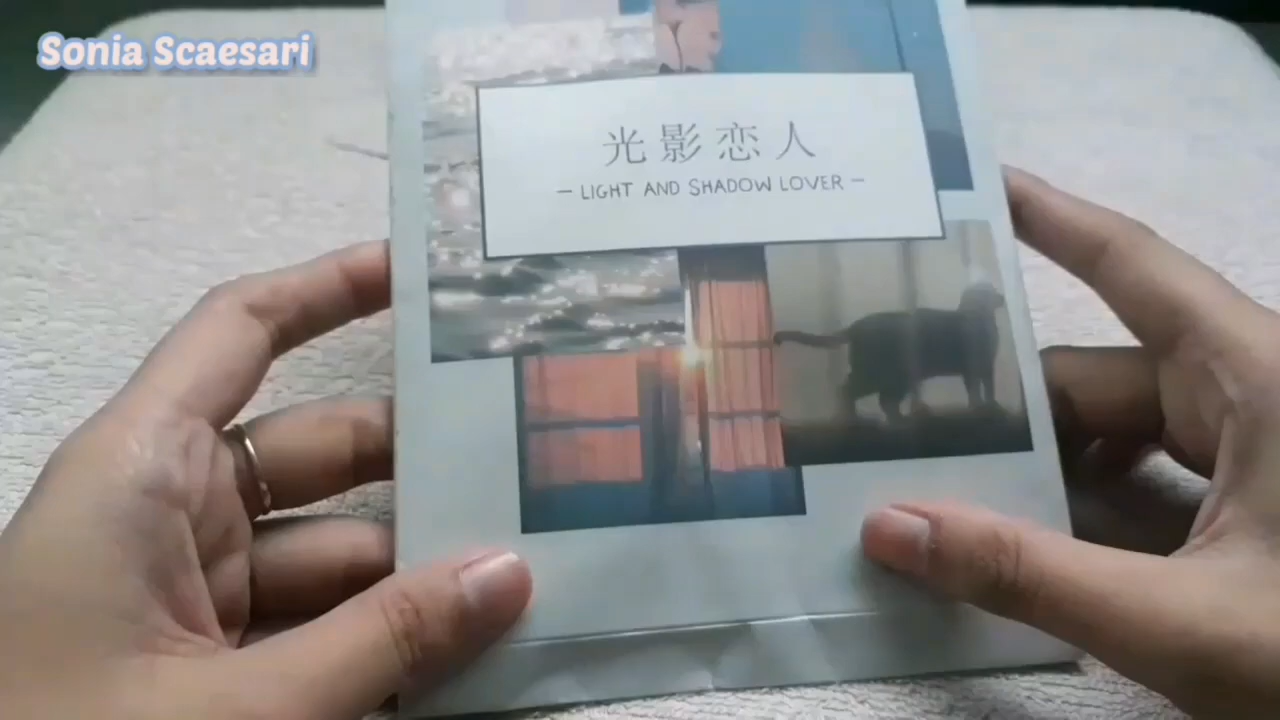 Sonia Scaesari
光影恋人
- LIGHT AND SHADOW LOVER -